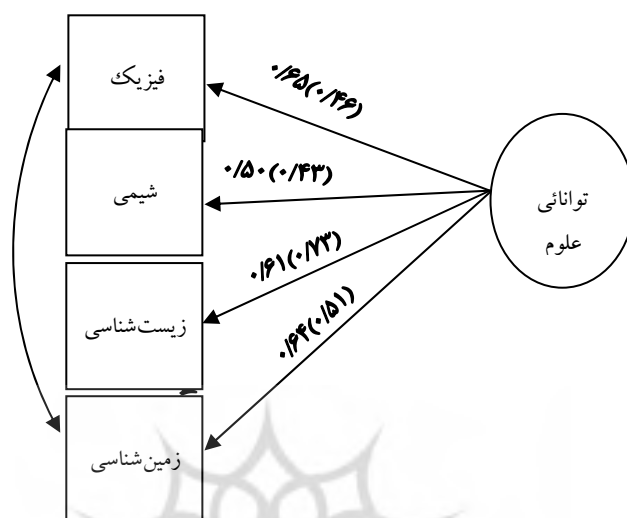 فیزیک
۰/۶۵(۰/۴۶)
شیمی
۰/۵۰(۰/۴۳)
توانائی
علوم
زیست‌شناسی
۰/۶۱(۰/۷۳)
زمین‌شناسی
۰/۶۴(۰/۵۱)